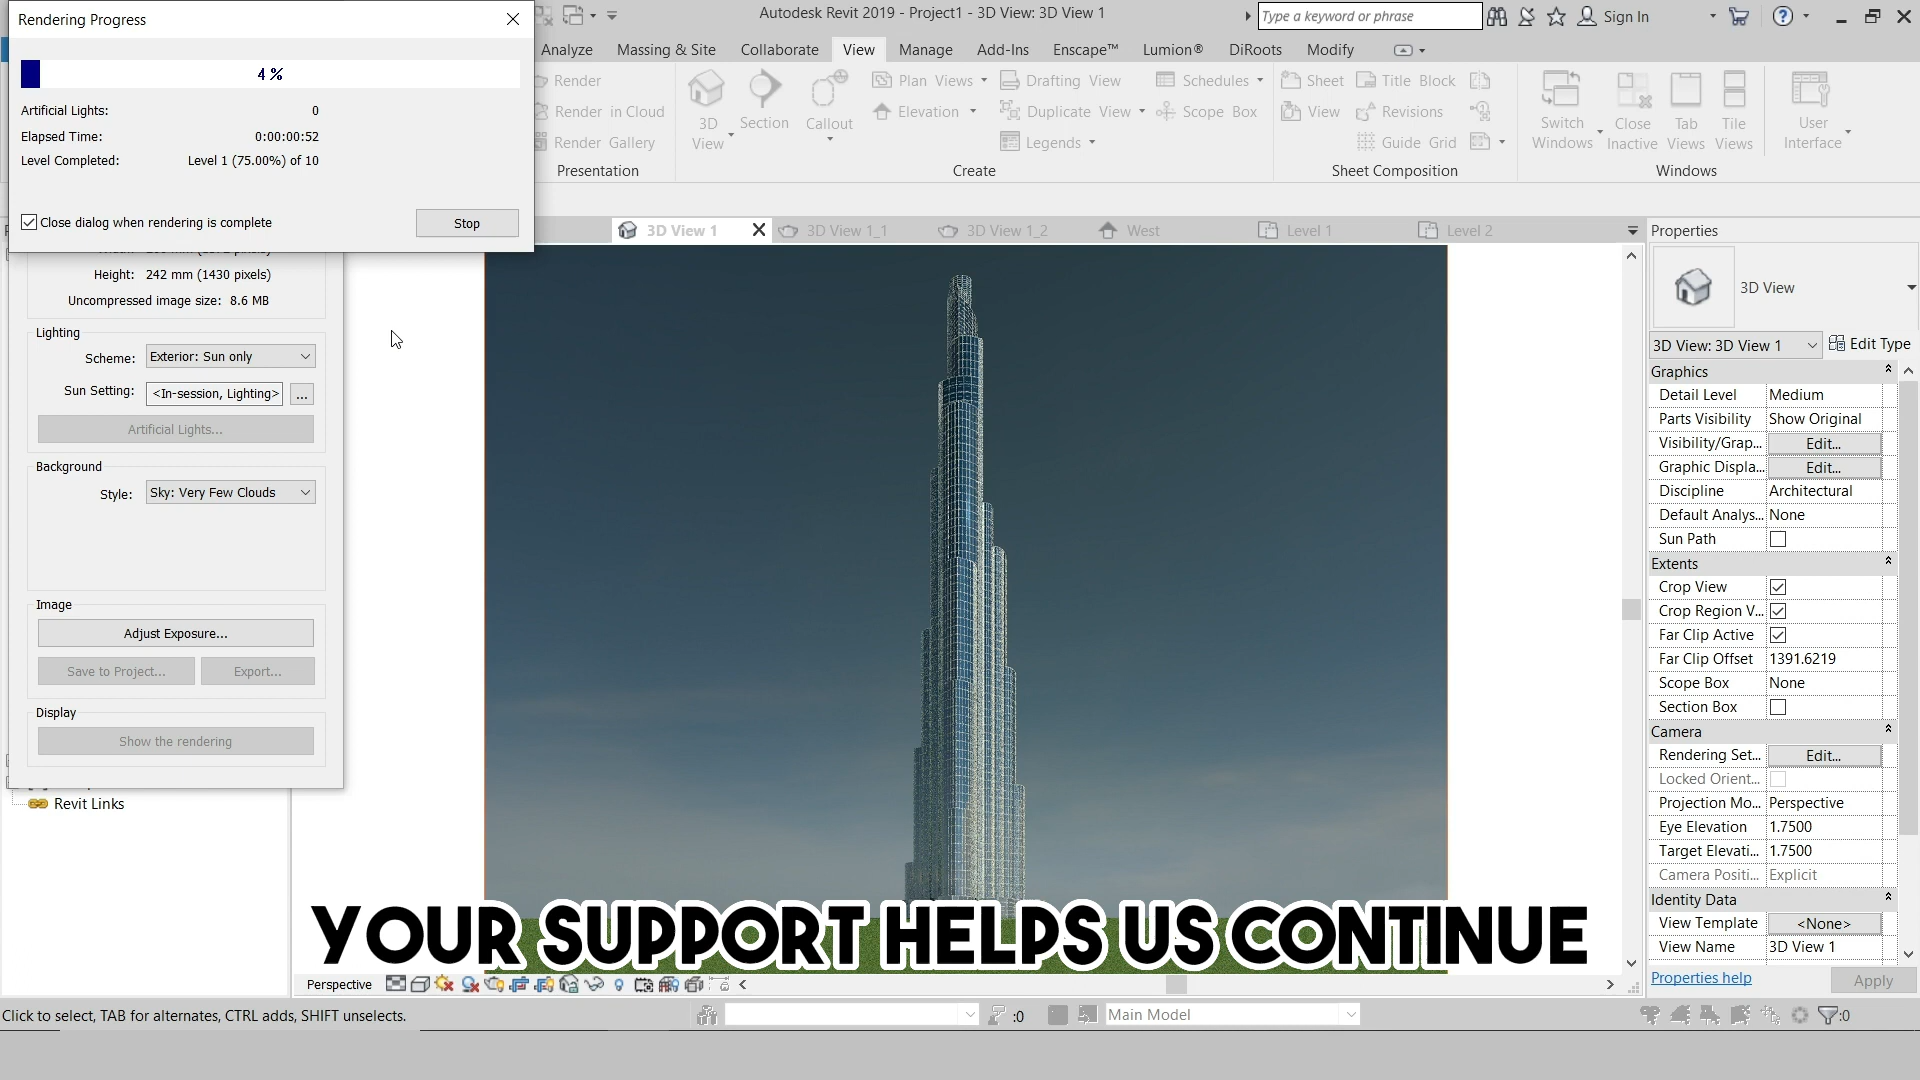 Rendering Progress
Autodesk Revit 2019 - Project1 - 3D View: 3D View 1
Type a keyword or phrase
Sign In
4 %
Artificial Lights: 0
Elapsed Time: 0:00:00:52
Level Completed: Level 1 (75.00%) of 10
Close dialog when rendering is complete
Stop
Analyze Massing & Site Collaborate View Manage Add-Ins Enscape™ Lumion® DiRoots Modify
Render
Render in Cloud
Render Gallery
Presentation
3D View
Section
Callout
Plan Views
Elevation
Drafting View
Duplicate View
Legends
Schedules
Scope Box
Create
Sheet
View
Title Block
Revisions
Guide Grid
Sheet Composition
Switch Windows
Close Inactive
Tab Views
Tile Views
Windows
User Interface
3D View 1
3D View 1_1
3D View 1_2
West
Level 1
Level 2
Height: 242 mm (1430 pixels)
Uncompressed image size: 8.6 MB
Lighting
Scheme: Exterior: Sun only
Sun Setting: <In-session, Lighting> ...
Artificial Lights...
Background
Style: Sky: Very Few Clouds
Image
Adjust Exposure...
Save to Project... Export...
Display
Show the rendering
Revit Links
Properties
3D View
3D View: 3D View 1 Edit Type
Graphics
Detail Level Medium
Parts Visibility Show Original
Visibility/Grap... Edit...
Graphic Displa... Edit...
Discipline Architectural
Default Analys... None
Sun Path
Extents
Crop View
Crop Region V...
Far Clip Active
Far Clip Offset 1391.6219
Scope Box None
Section Box
Camera
Rendering Set... Edit...
Locked Orient...
Projection Mo... Perspective
Eye Elevation 1.7500
Target Elevati... 1.7500
Camera Positi... Explicit
Identity Data
View Template <None>
View Name 3D View 1
Properties help Apply
YOUR SUPPORT HELPS US CONTINUE
Perspective
Click to select, TAB for alternates, CTRL adds, SHIFT unselects.
:0
Main Model
:0